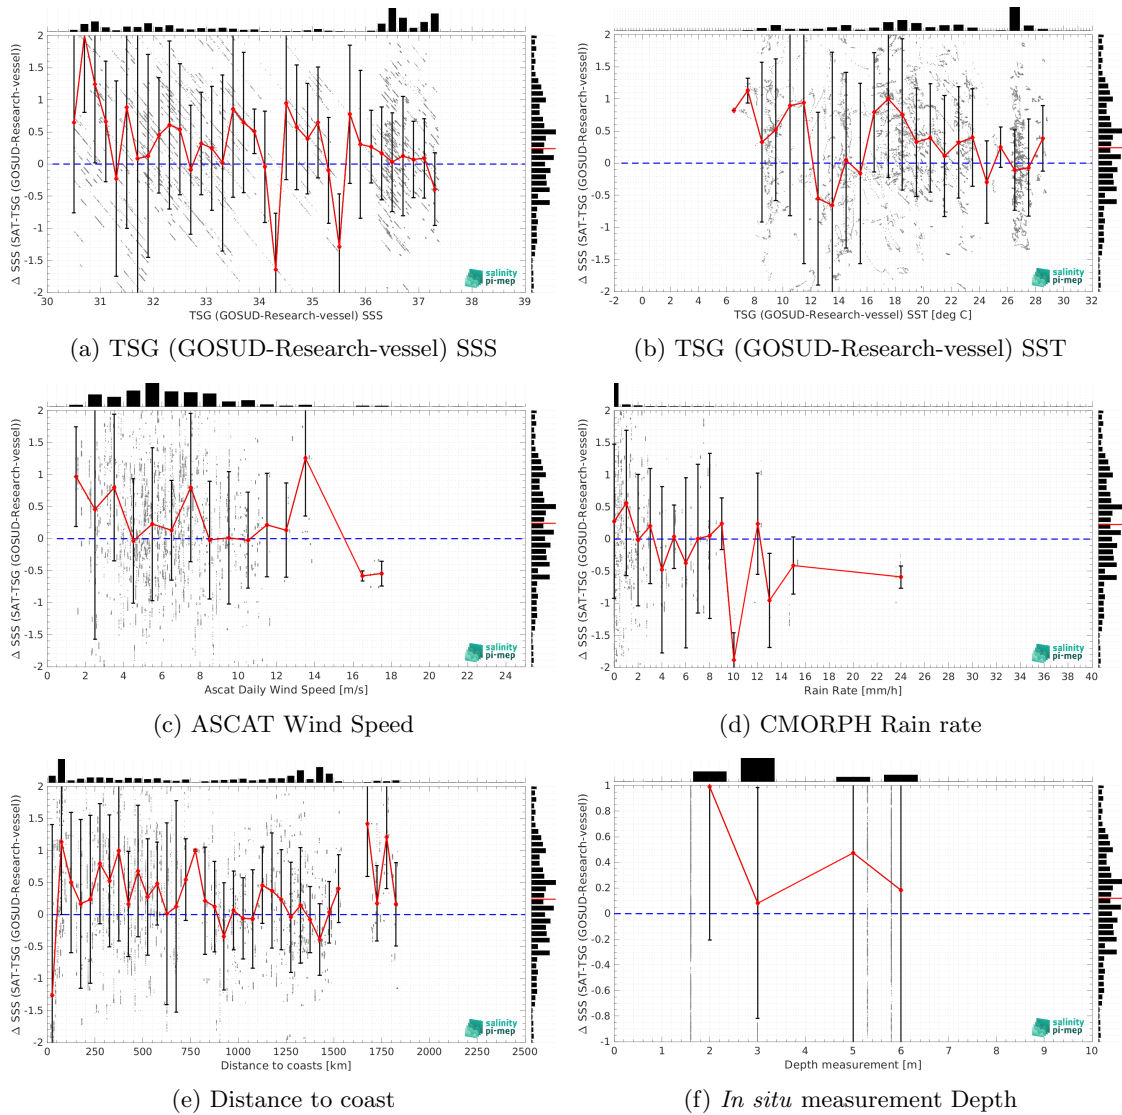 Δ SSS (SAT-TSG (GOSUD-Research-vessel))
2
1.5
1
0.5
0
-0.5
-1
-1.5
-2
30 31 32 33 34 35 36 37 38 39
TSG (GOSUD-Research-vessel) SSS
salinity
pi-mep
(a) TSG (GOSUD-Research-vessel) SSS
Δ SSS (SAT-TSG (GOSUD-Research-vessel))
2
1.5
1
0.5
0
-0.5
-1
-1.5
-2
-2 0 2 4 6 8 10 12 14 16 18 20 22 24 26 28 30 32
TSG (GOSUD-Research-vessel) SST [deg C]
salinity
pi-mep
(b) TSG (GOSUD-Research-vessel) SST
Δ SSS (SAT-TSG (GOSUD-Research-vessel))
2
1.5
1
0.5
0
-0.5
-1
-1.5
-2
0 2 4 6 8 10 12 14 16 18 20 22 24
Ascat Daily Wind Speed [m/s]
salinity
pi-mep
(c) ASCAT Wind Speed
Δ SSS (SAT-TSG (GOSUD-Research-vessel))
2
1.5
1
0.5
0
-0.5
-1
-1.5
-2
0 2 4 6 8 10 12 14 16 18 20 22 24 26 28 30 32 34 36 38 40
Rain Rate [mm/h]
salinity
pi-mep
(d) CMORPH Rain rate
Δ SSS (SAT-TSG (GOSUD-Research-vessel))
2
1.5
1
0.5
0
-0.5
-1
-1.5
-2
0 250 500 750 1000 1250 1500 1750 2000 2250 2500
Distance to coasts [km]
salinity
pi-mep
(e) Distance to coast
Δ SSS (SAT-TSG (GOSUD-Research-vessel))
1
0.8
0.6
0.4
0.2
0
-0.2
-0.4
-0.6
-0.8
-1
0 1 2 3 4 5 6 7 8 9 10
Depth measurement [m]
salinity
pi-mep
(f) In situ measurement Depth